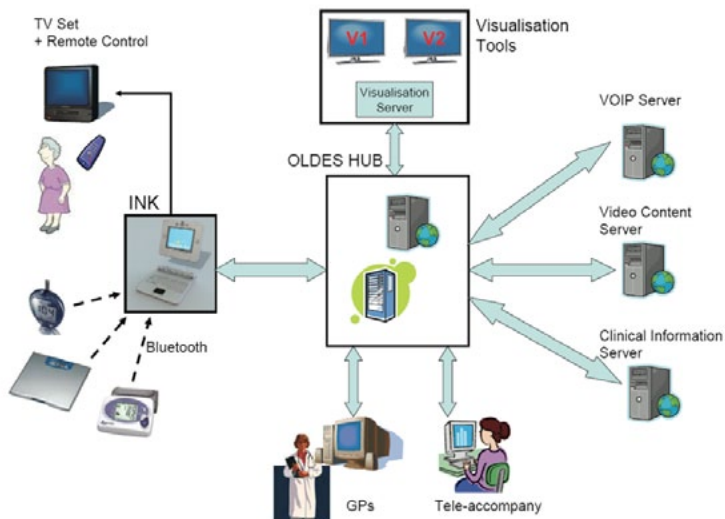 TV Set
+ Remote Control
V1
V2
Visualisation
Tools
Visualisation
Server
VOIP Server
OLDES HUB
INK
Video Content
Server
Bluetooth
Clinical Information
Server
GPs
Tele-accompany